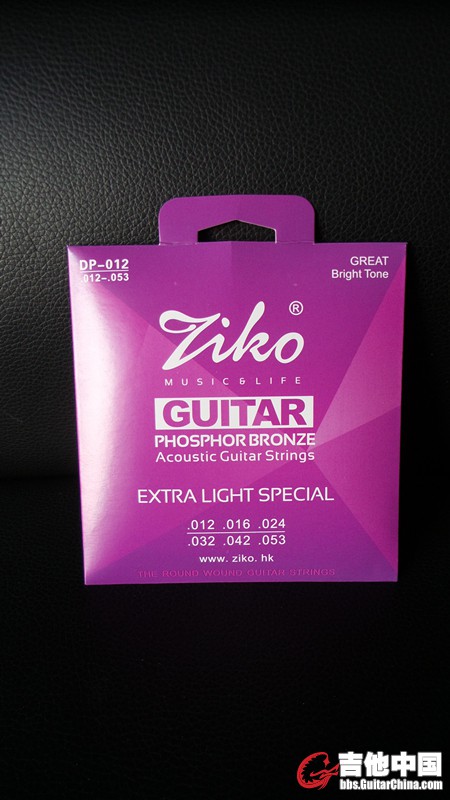 DP-012
.012-.053
GREAT
Bright Tone
Ziko®
MUSIC & LIFE
GUITAR
PHOSPHOR BRONZE
Acoustic Guitar Strings
EXTRA LIGHT SPECIAL
.012 .016 .024
.032 .042 .053
www. ziko. hk
THE ROUND WOUND GUITAR STRINGS
吉他中国
bbs.GuitarChina.com